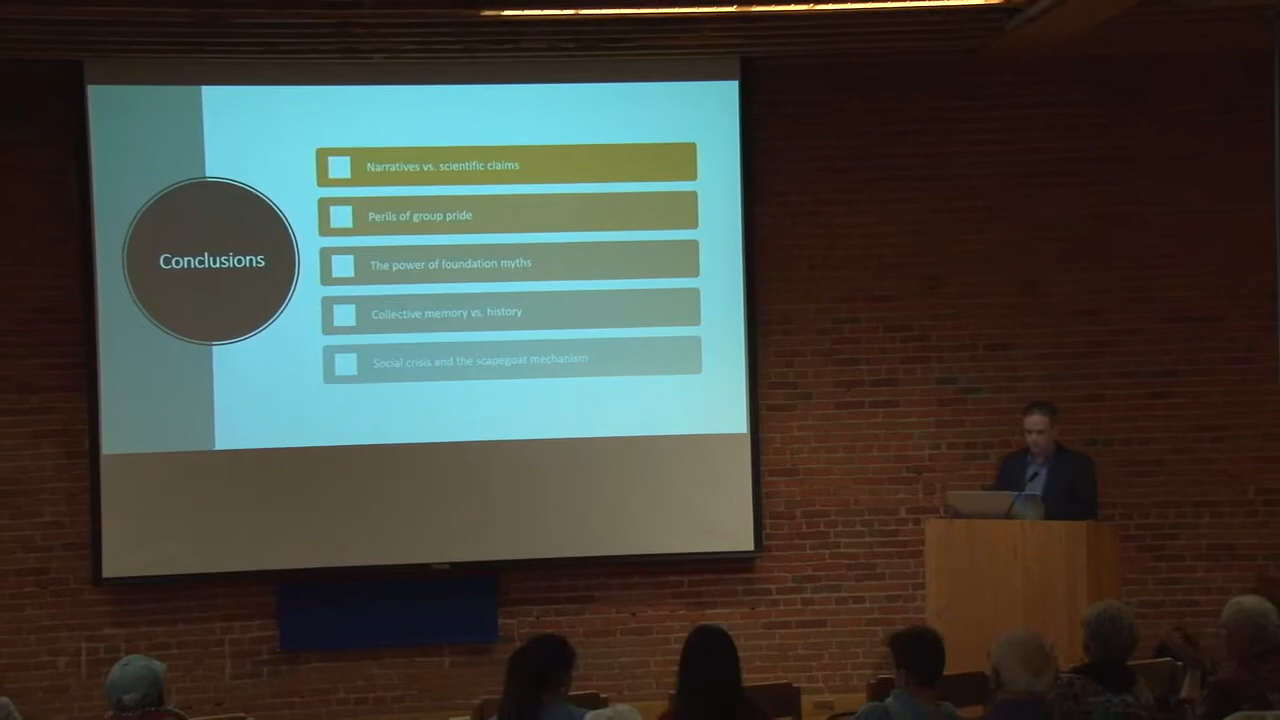 Conclusions
Narratives vs. scientific claims
Perils of group pride
The power of foundation myths
Collective memory vs. history
Social crisis and the scapegoat mechanism